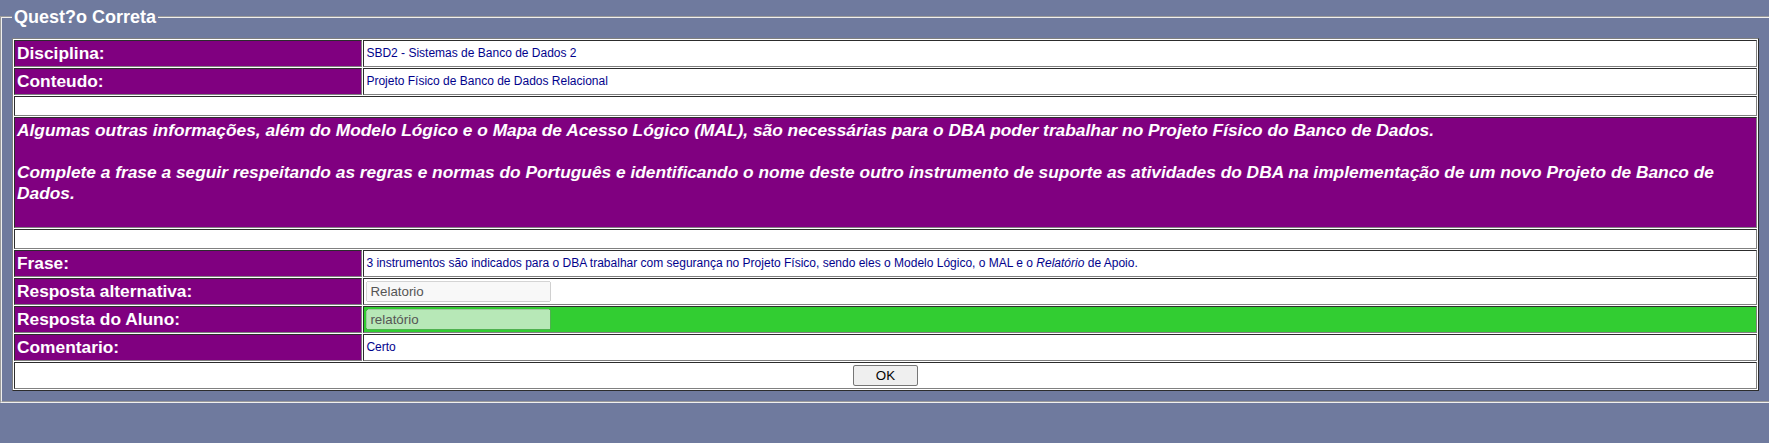 Quest?o Correta
Disciplina: SBD2 - Sistemas de Banco de Dados 2
Conteudo: Projeto Físico de Banco de Dados Relacional
Algumas outras informações, além do Modelo Lógico e o Mapa de Acesso Lógico (MAL), são necessárias para o DBA poder trabalhar no Projeto Físico do Banco de Dados.
Complete a frase a seguir respeitando as regras e normas do Português e identificando o nome deste outro instrumento de suporte as atividades do DBA na implementação de um novo Projeto de Banco de
Dados.
Frase: 3 instrumentos são indicados para o DBA trabalhar com segurança no Projeto Físico, sendo eles o Modelo Lógico, o MAL e o Relatório de Apoio.
Resposta alternativa: Relatorio
Resposta do Aluno: relatório
Comentario: Certo
OK